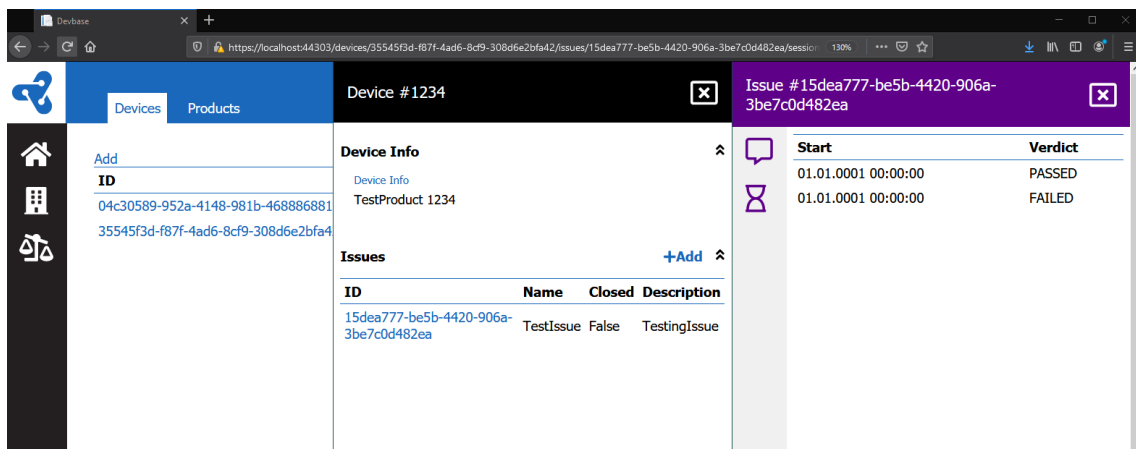 Devbase
https://localhost:44303/devices/35545f3d-f87f-4ad6-8cf9-308d6e2bfa42/issues/15dea777-be5b-4420-906a-3be7c0d482ea/session
130%
Devices Products
Add
ID
04c30589-952a-4148-981b-468886881
35545f3d-f87f-4ad6-8cf9-308d6e2bfa4
Device #1234
Device Info
Device Info
TestProduct 1234
Issues +Add
ID Name Closed Description
15dea777-be5b-4420-906a-
3be7c0d482ea
TestIssue False TestingIssue
Issue #15dea777-be5b-4420-906a-
3be7c0d482ea
Start Verdict
01.01.0001 00:00:00 PASSED
01.01.0001 00:00:00 FAILED